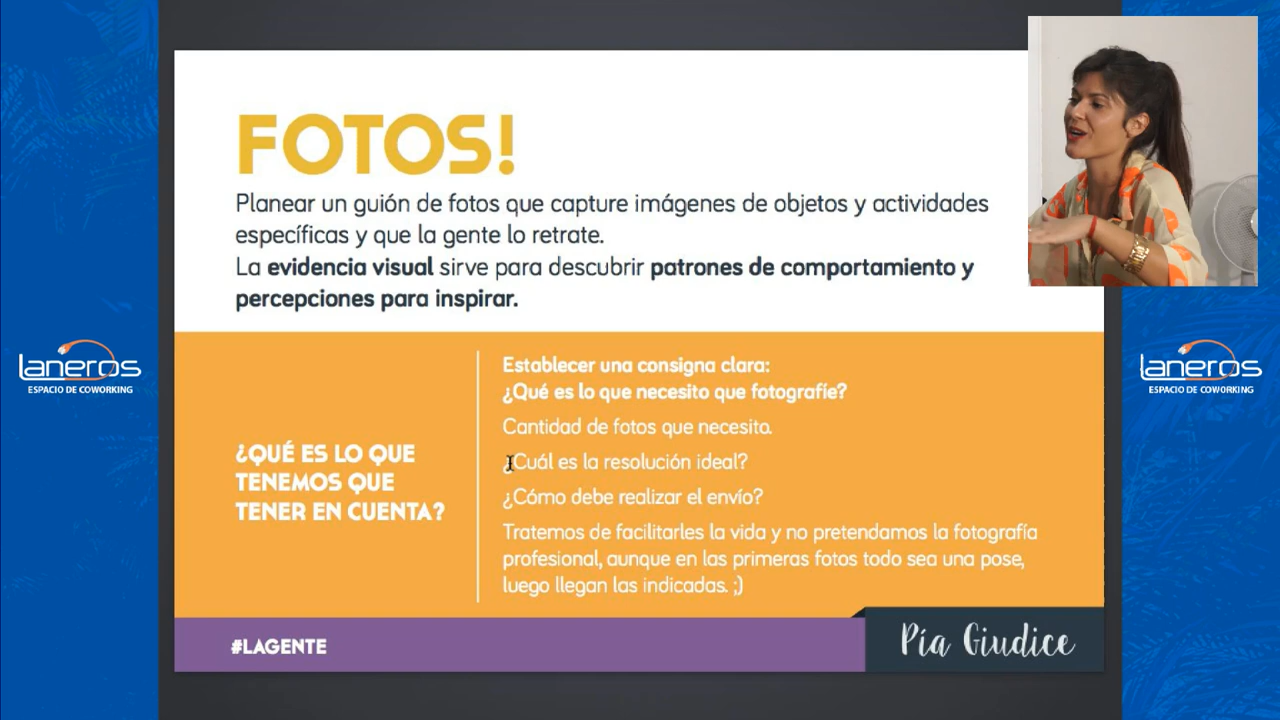 FOTOS!
Planear un guión de fotos que capture imágenes de objetos y actividades
específicas y que la gente lo retrate.
La evidencia visual sirve para descubrir patrones de comportamiento y
percepciones para inspirar.
¿QUÉ ES LO QUE
TENEMOS QUE
TENER EN CUENTA?
Establecer una consigna clara:
¿Qué es lo que necesito que fotografíe?
Cantidad de fotos que necesito.
¿Cuál es la resolución ideal?
¿Cómo debe realizar el envío?
Tratemos de facilitarles la vida y no pretendamos la fotografía
profesional, aunque en las primeras fotos todo sea una pose,
luego llegan las indicadas. ;)
#LAGENTE
Pía Giudice
Laneros
ESPACIO DE COWORKING
Laneros
ESPACIO DE COWORKING